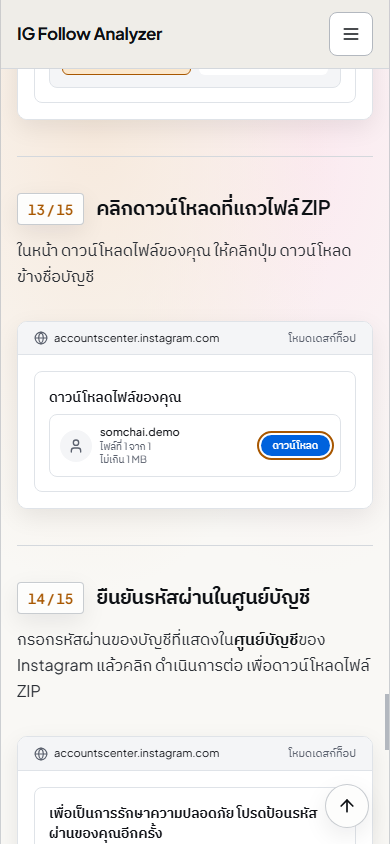 IG Follow Analyzer
13 / 15
คลิกดาวน์โหลดที่แถวไฟล์ ZIP
ในหน้า ดาวน์โหลดไฟล์ของคุณ ให้คลิกปุ่ม ดาวน์โหลด
ข้างชื่อบัญชี
accountscenter.instagram.com
โหมดเดสก์ท็อป
ดาวน์โหลดไฟล์ของคุณ
somchai.demo
ไฟล์ที่ 1 จาก 1
ไม่เกิน 1 MB
ดาวน์โหลด
14 / 15
ยืนยันรหัสผ่านในศูนย์บัญชี
กรอกรหัสผ่านของบัญชีที่แสดงในศูนย์บัญชีของ
Instagram แล้วคลิก ดำเนินการต่อ เพื่อดาวน์โหลดไฟล์
ZIP
accountscenter.instagram.com
โหมดเดสก์ท็อป
เพื่อเป็นการรักษาความปลอดภัย โปรดป้อนรหัส
ผ่านของคุณอีกครั้ง